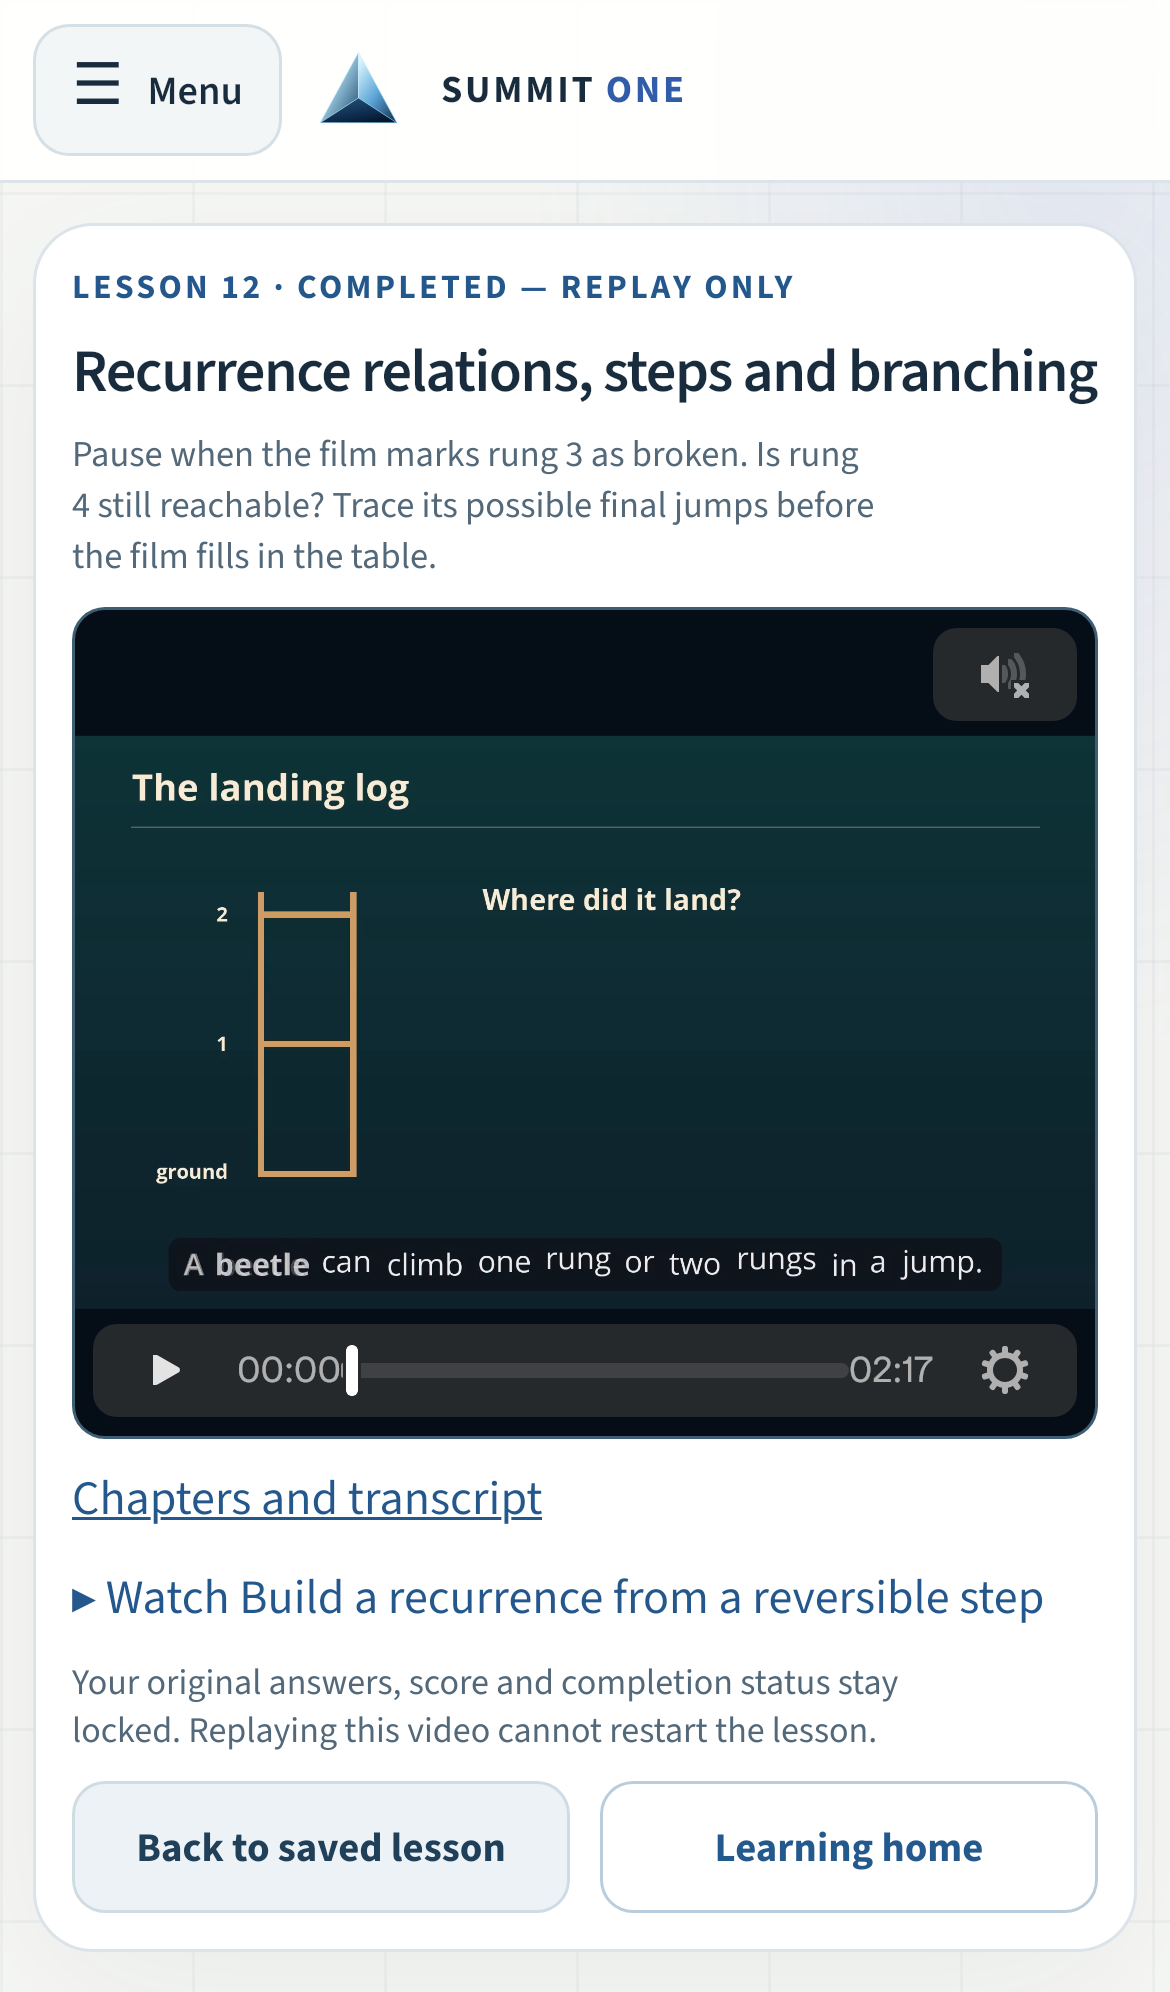 ☰ Menu
SUMMIT ONE
LESSON 12 · COMPLETED — REPLAY ONLY
Recurrence relations, steps and branching
Pause when the film marks rung 3 as broken. Is rung
4 still reachable? Trace its possible final jumps before
the film fills in the table.
The landing log
Where did it land?
2
1
ground
A beetle can climb one rung or two rungs in a jump.
00:00
02:17
Chapters and transcript
▸ Watch Build a recurrence from a reversible step
Your original answers, score and completion status stay
locked. Replaying this video cannot restart the lesson.
Back to saved lesson
Learning home